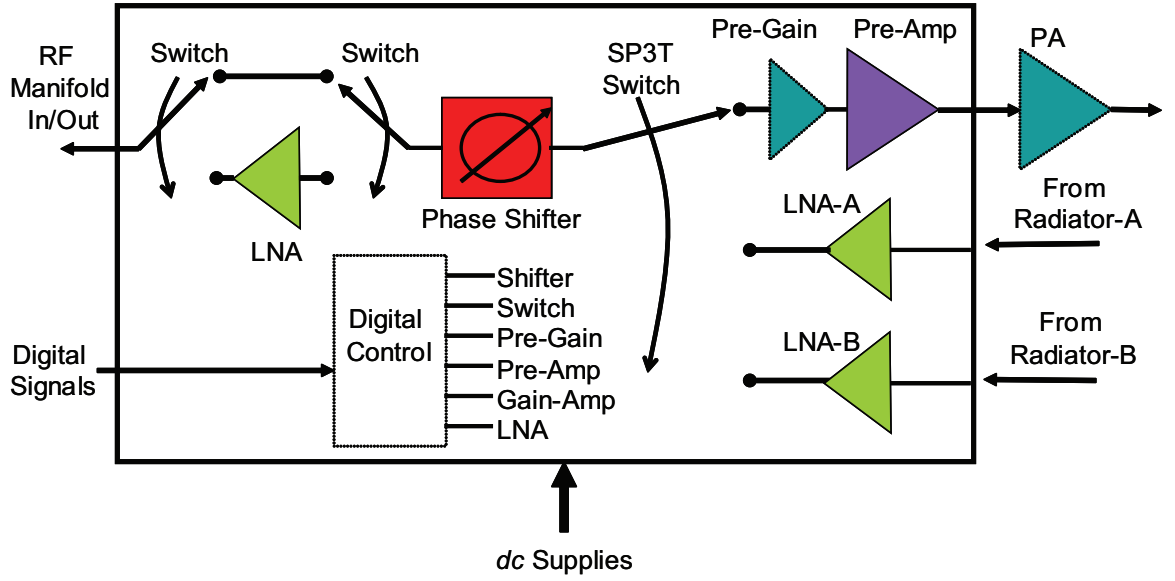 RF
Manifold
In/Out
Switch
Switch
SP3T
Switch
Pre-Gain
Pre-Amp
PA
LNA
Phase Shifter
LNA-A
From
Radiator-A
Digital
Control
Shifter
Switch
Pre-Gain
Pre-Amp
Gain-Amp
LNA
LNA-B
From
Radiator-B
Digital
Signals
dc Supplies